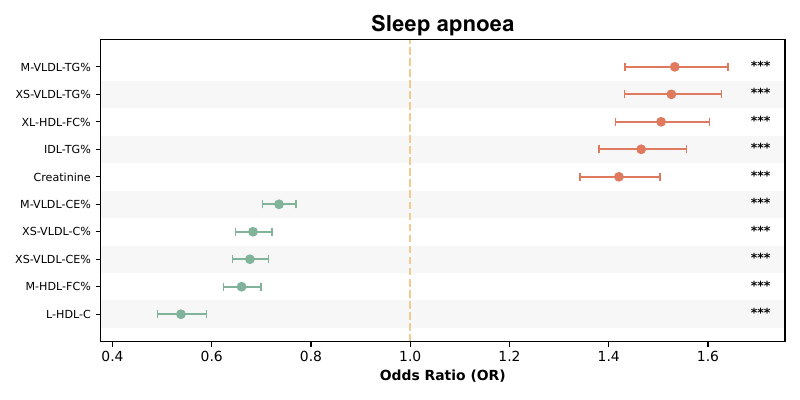 Sleep apnoea
M-VLDL-TG% ***
XS-VLDL-TG% ***
XL-HDL-FC% ***
IDL-TG% ***
Creatinine ***
M-VLDL-CE% ***
XS-VLDL-C% ***
XS-VLDL-CE% ***
M-HDL-FC% ***
L-HDL-C ***
0.4 0.6 0.8 1.0 1.2 1.4 1.6
Odds Ratio (OR)